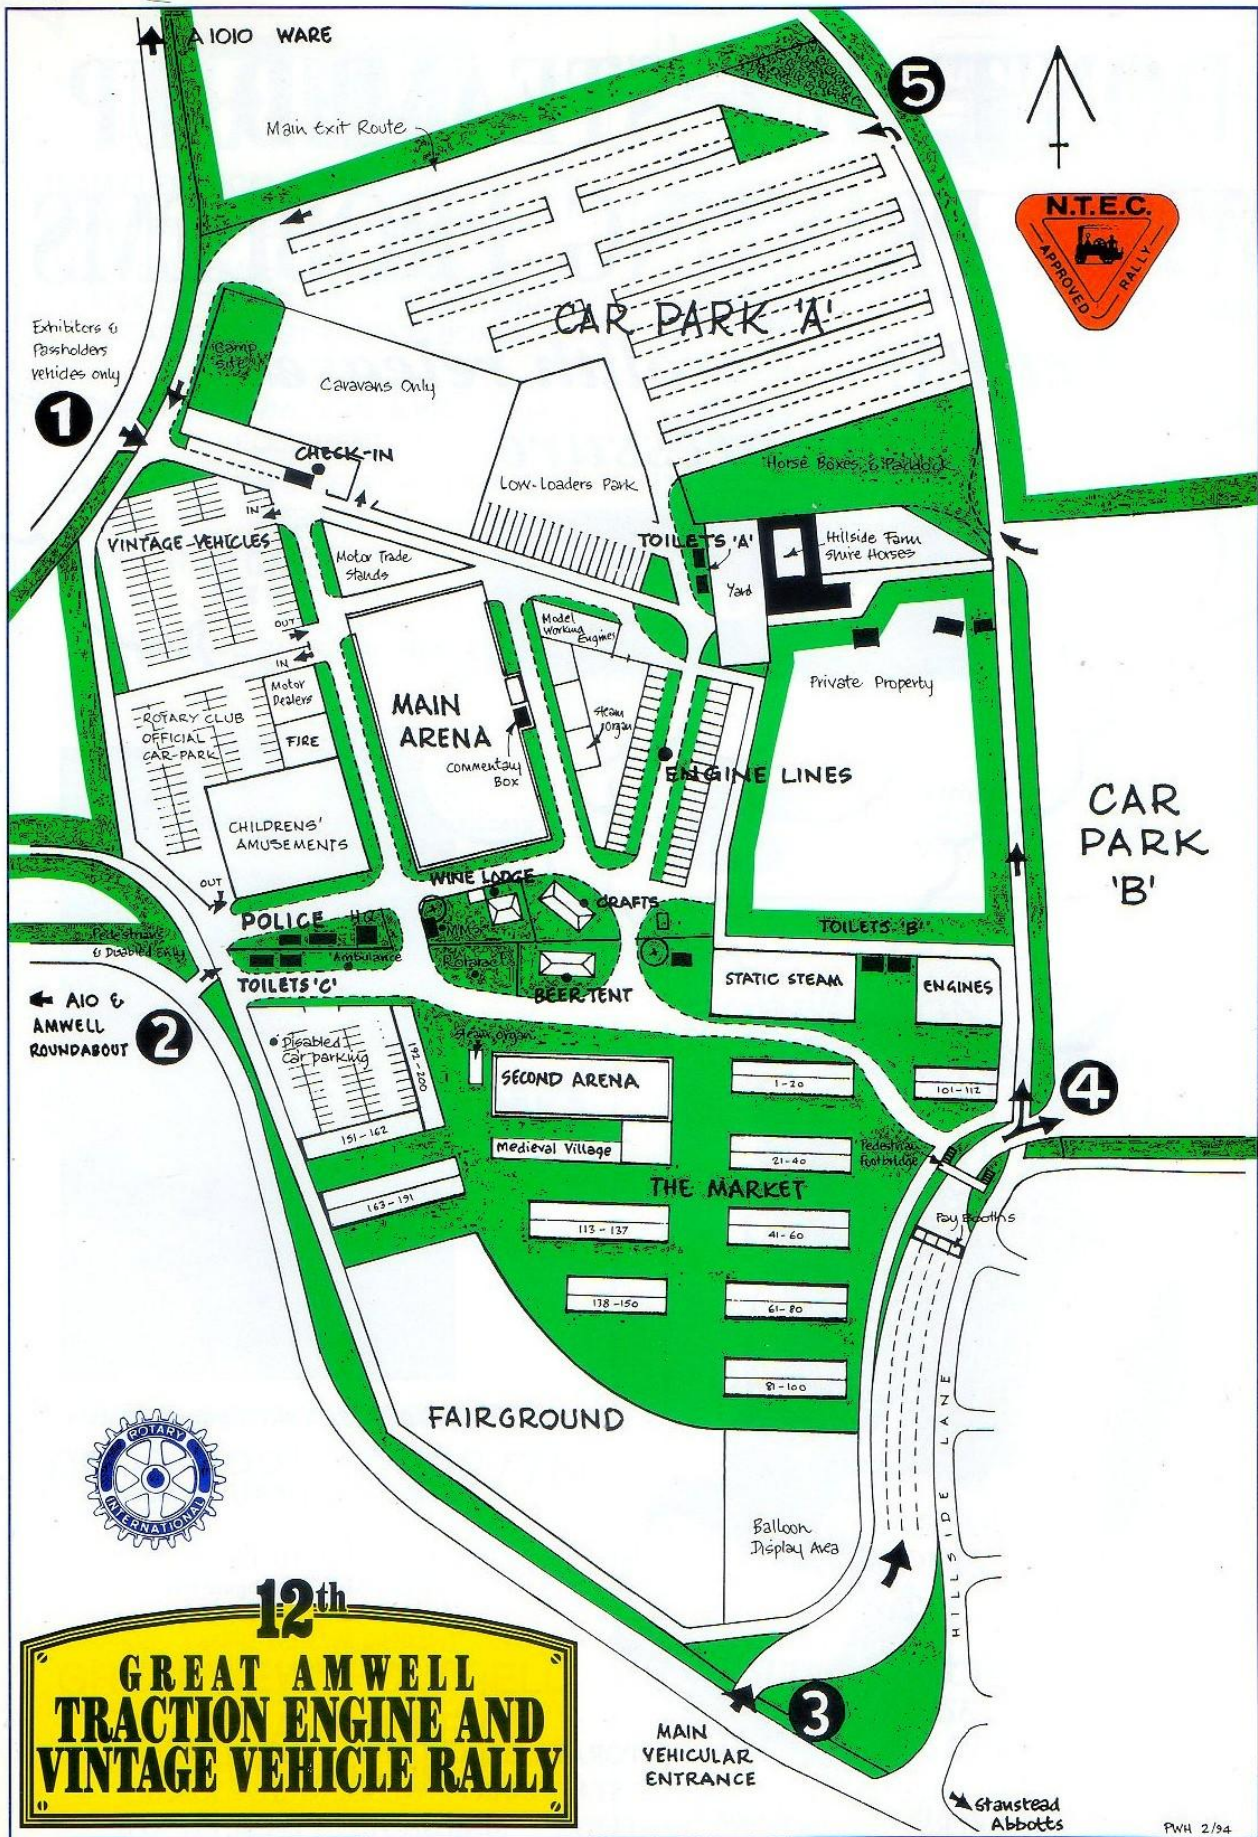 A1010 WARE
5
Main Exit Route
N.T.E.C.
APPROVED
RALLY
CAR PARK 'A'
Exhibitors &
Passholders
vehicles only
1
Camp
site
Caravans Only
CHECK-IN
Low-Loaders Park
Horse Boxes & Paddock
IN
VINTAGE-VEHICLES
Motor Trade
Stands
TOILETS 'A'
Hillside Farm
Shire Horses
Yard
OUT
IN
Model
Working
Engines
Motor
Dealers
MAIN
ARENA
Steam
Organ
Private Property
ROTARY CLUB
OFFICIAL
CAR-PARK
FIRE
Commentary
Box
ENGINE LINES
CAR
PARK
'B'
CHILDRENS'
AMUSEMENTS
OUT
WINE LODGE
CRAFTS
POLICE
H.Q.
TOILETS 'B'
Pedestrians
& Disabled only
Ambulance
Rotaract
TOILETS 'C'
BEER TENT
STATIC STEAM
ENGINES
A10 &
AMWELL
ROUNDABOUT
2
Disabled
Car parking
192-200
Steam organ
SECOND ARENA
1-20
101-112
4
151-162
Medieval Village
21-40
Pedestrian
Footbridge
163-191
THE MARKET
113-137
41-60
Pay Booths
138-150
61-80
81-100
FAIRGROUND
HILLSIDE LANE
ROTARY
INTERNATIONAL
Balloon
Display Area
12th
GREAT AMWELL
TRACTION ENGINE AND
VINTAGE VEHICLE RALLY
3
MAIN
VEHICULAR
ENTRANCE
Stanstead
Abbotts
PWH 2/94